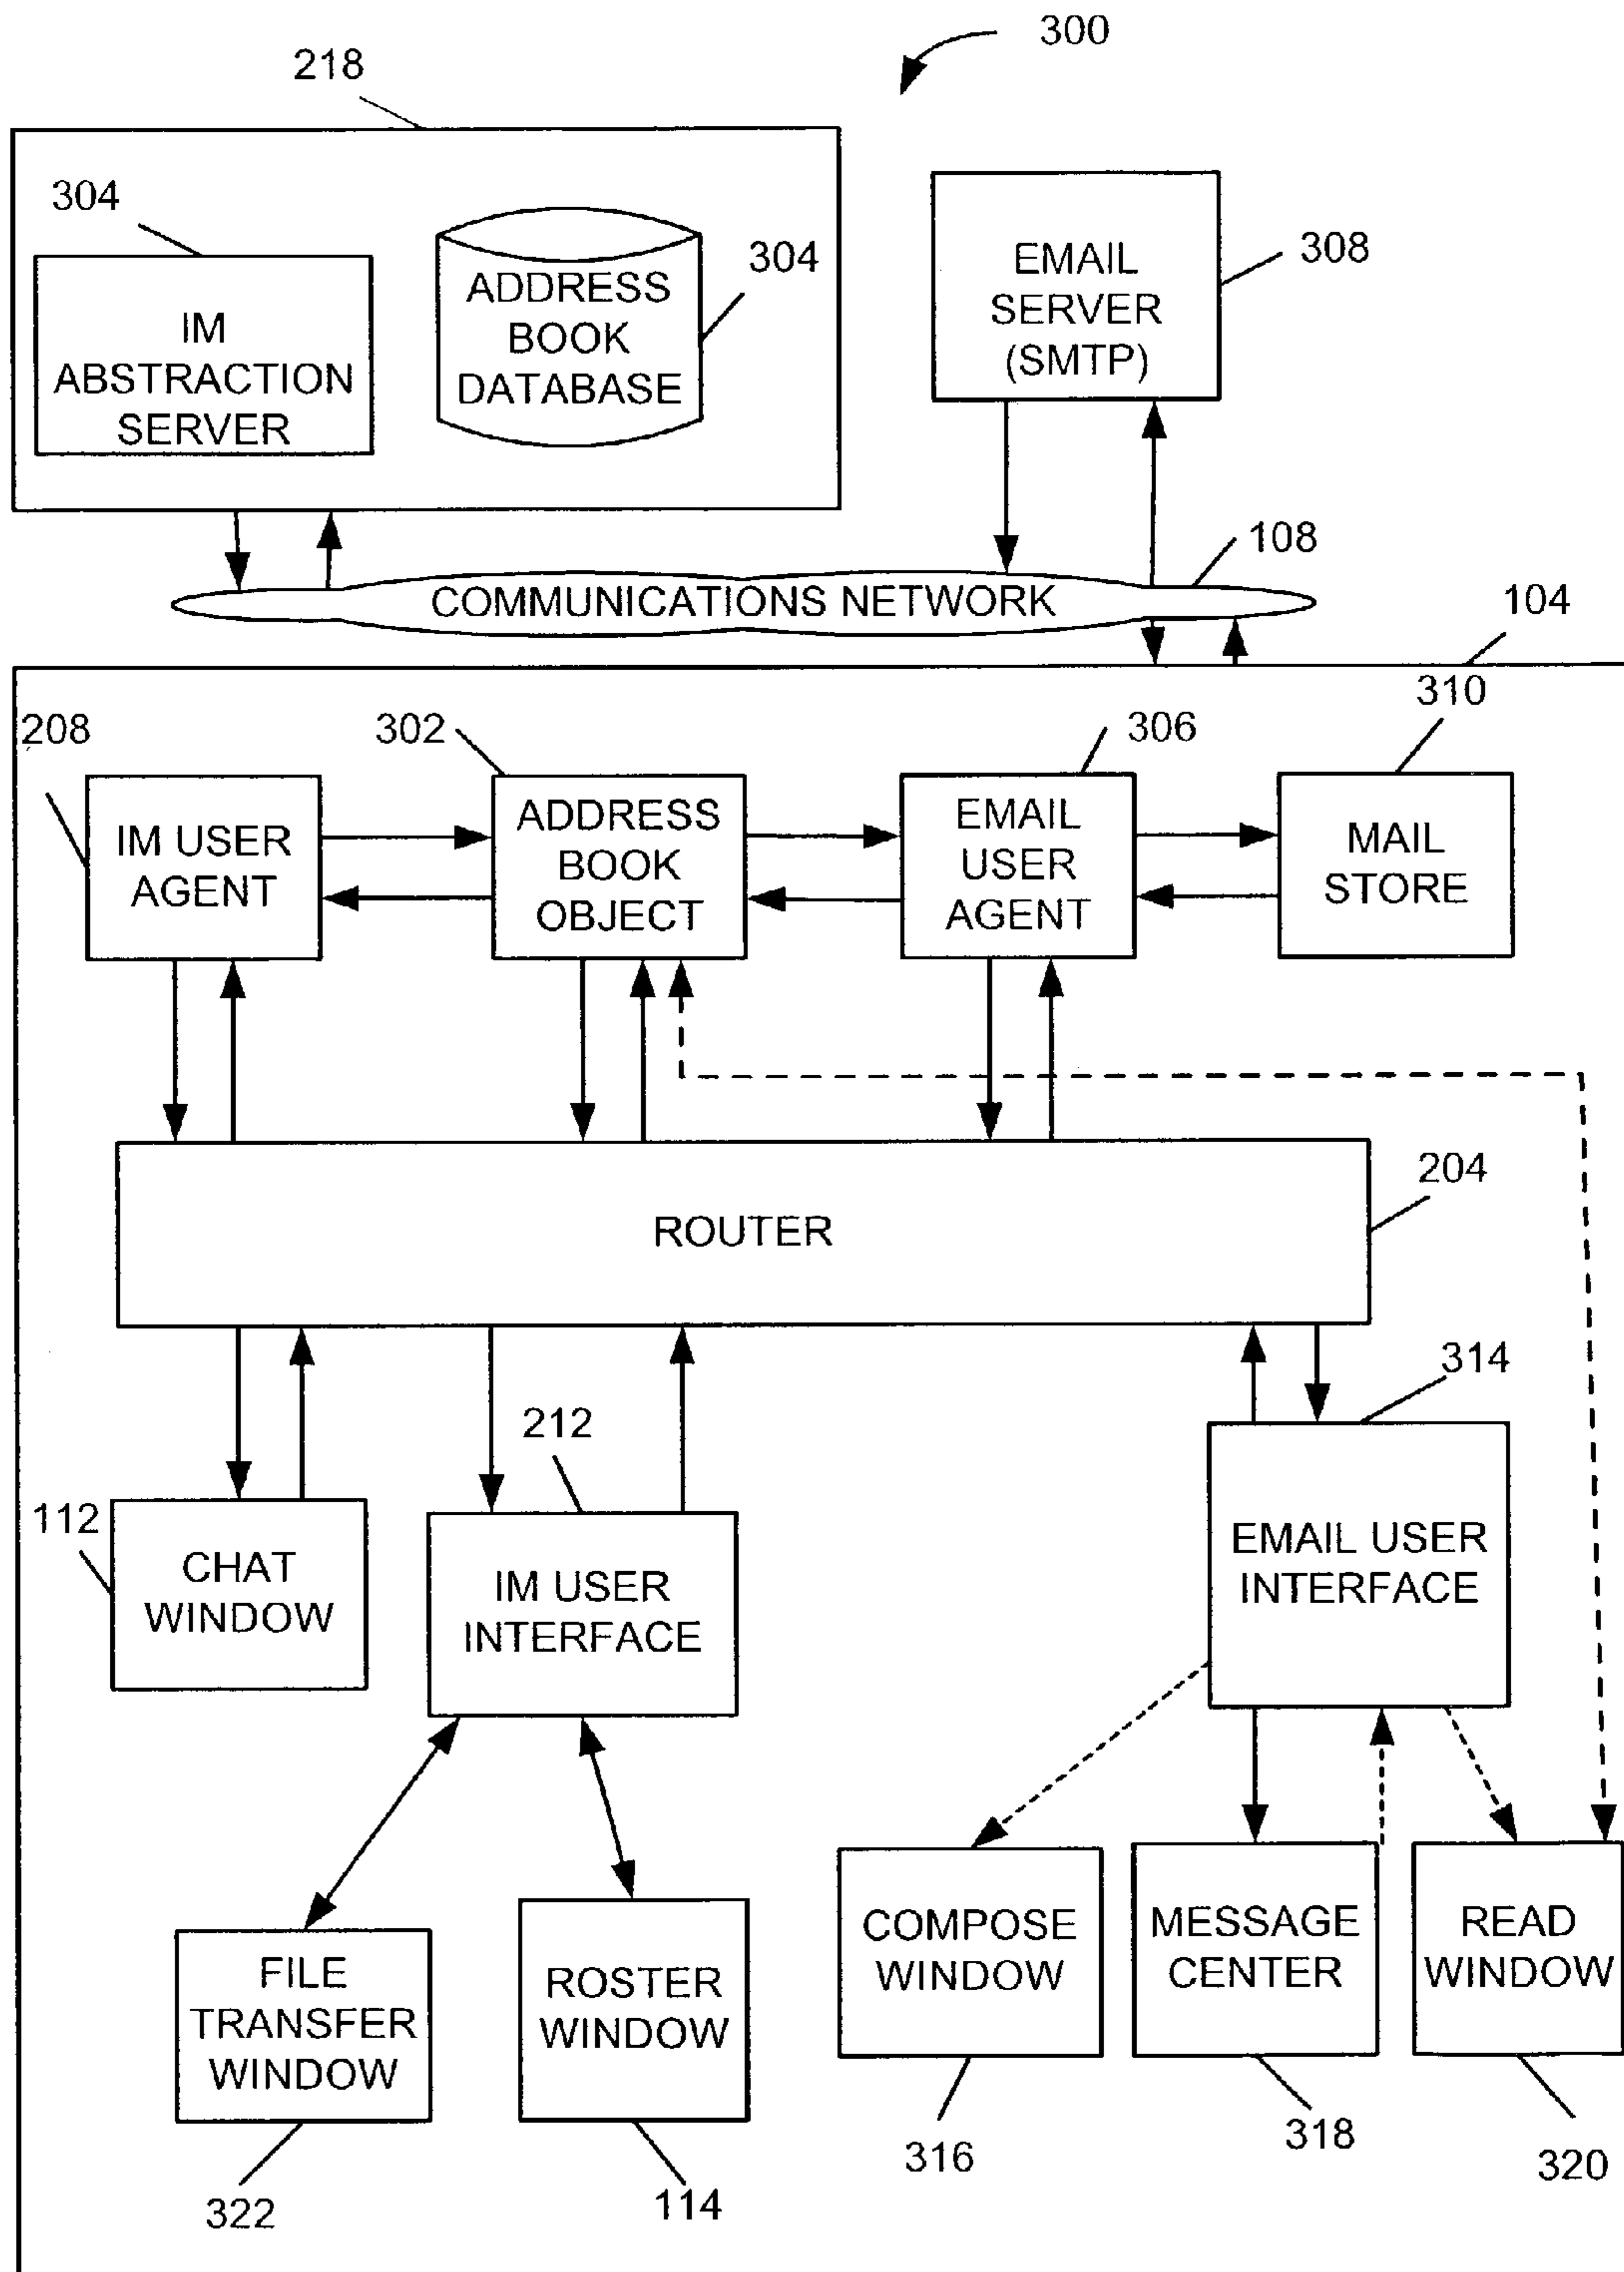 300
218
304
IM
ABSTRACTION
SERVER
ADDRESS
BOOK
DATABASE
304
EMAIL
SERVER
(SMTP)
308
108
COMMUNICATIONS NETWORK
104
310
208
302
306
IM USER
AGENT
ADDRESS
BOOK
OBJECT
EMAIL
USER
AGENT
MAIL
STORE
204
ROUTER
314
212
112
CHAT
WINDOW
IM USER
INTERFACE
EMAIL USER
INTERFACE
FILE
TRANSFER
WINDOW
ROSTER
WINDOW
COMPOSE
WINDOW
MESSAGE
CENTER
READ
WINDOW
322
114
316
318
320